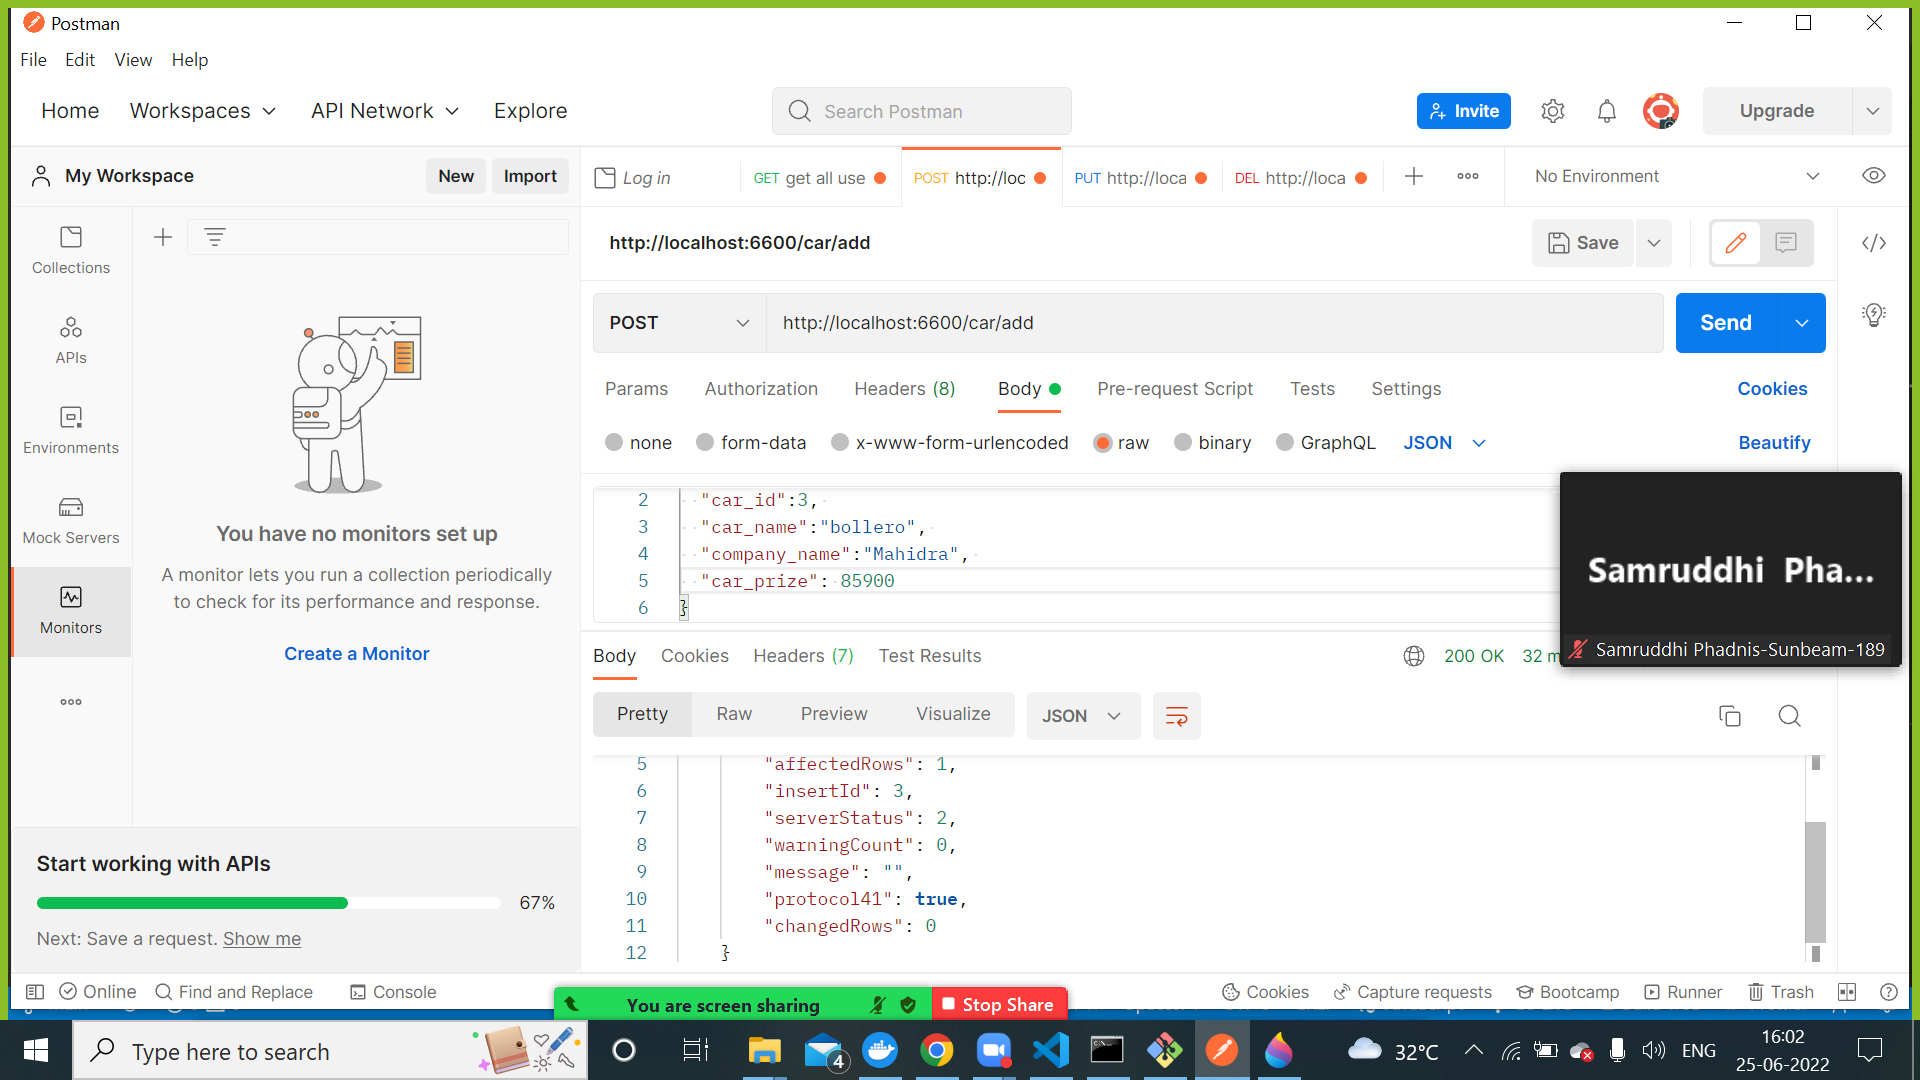 Postman
File Edit View Help
Home Workspaces API Network Explore
Search Postman
Invite
Upgrade
My Workspace
New Import
Log in
GET get all use
POST http://loc
PUT http://loca
DEL http://loca
No Environment
Collections
APIs
Environments
Mock Servers
Monitors
You have no monitors set up
A monitor lets you run a collection periodically
to check for its performance and response.
Create a Monitor
Start working with APIs
67%
Next: Save a request. Show me
http://localhost:6600/car/add
Save
POST http://localhost:6600/car/add
Send
Params Authorization Headers (8) Body Pre-request Script Tests Settings Cookies
none form-data x-www-form-urlencoded raw binary GraphQL JSON Beautify
2 "car_id":3,
3 "car_name":"bollero",
4 "company_name":"Mahidra",
5 "car_prize": 85900
6 }
Samruddhi Pha...
Samruddhi Phadnis-Sunbeam-189
Body Cookies Headers (7) Test Results 200 OK 32 m
Pretty Raw Preview Visualize JSON
5 "affectedRows": 1,
6 "insertId": 3,
7 "serverStatus": 2,
8 "warningCount": 0,
9 "message": "",
10 "protocol41": true,
11 "changedRows": 0
12 }
Online Find and Replace Console
Cookies Capture requests Bootcamp Runner Trash
You are screen sharing Stop Share
Type here to search
4
32°C
ENG
16:02
25-06-2022